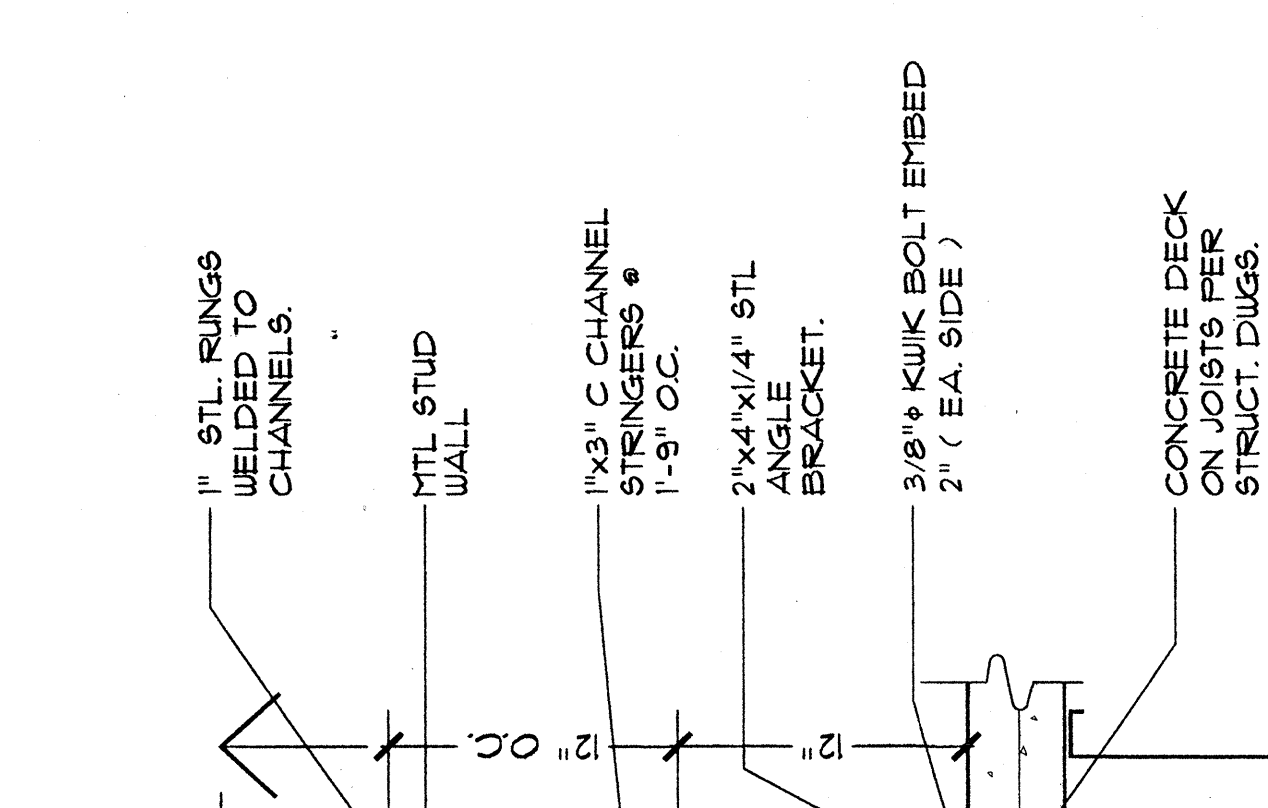 1" STL. RUNGS
WELDED TO
CHANNELS.
MTL STUD
WALL
1"x3" C CHANNEL
STRINGERS @
1'-9" O.C.
2"x4"x1/4" STL
ANGLE
BRACKET.
3/8"ϕ KWIK BOLT EMBED
2" ( EA. SIDE )
CONCRETE DECK
ON JOISTS PER
STRUCT. DWGS.
12" O.C.
12"